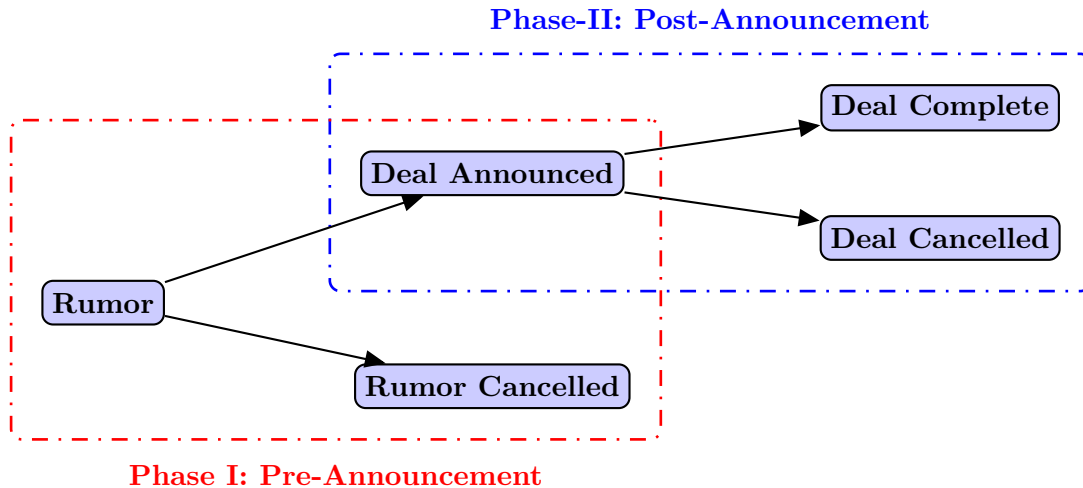 Phase-II: Post-Announcement
Deal Complete
Deal Announced
Deal Cancelled
Rumor
Rumor Cancelled
Phase I: Pre-Announcement